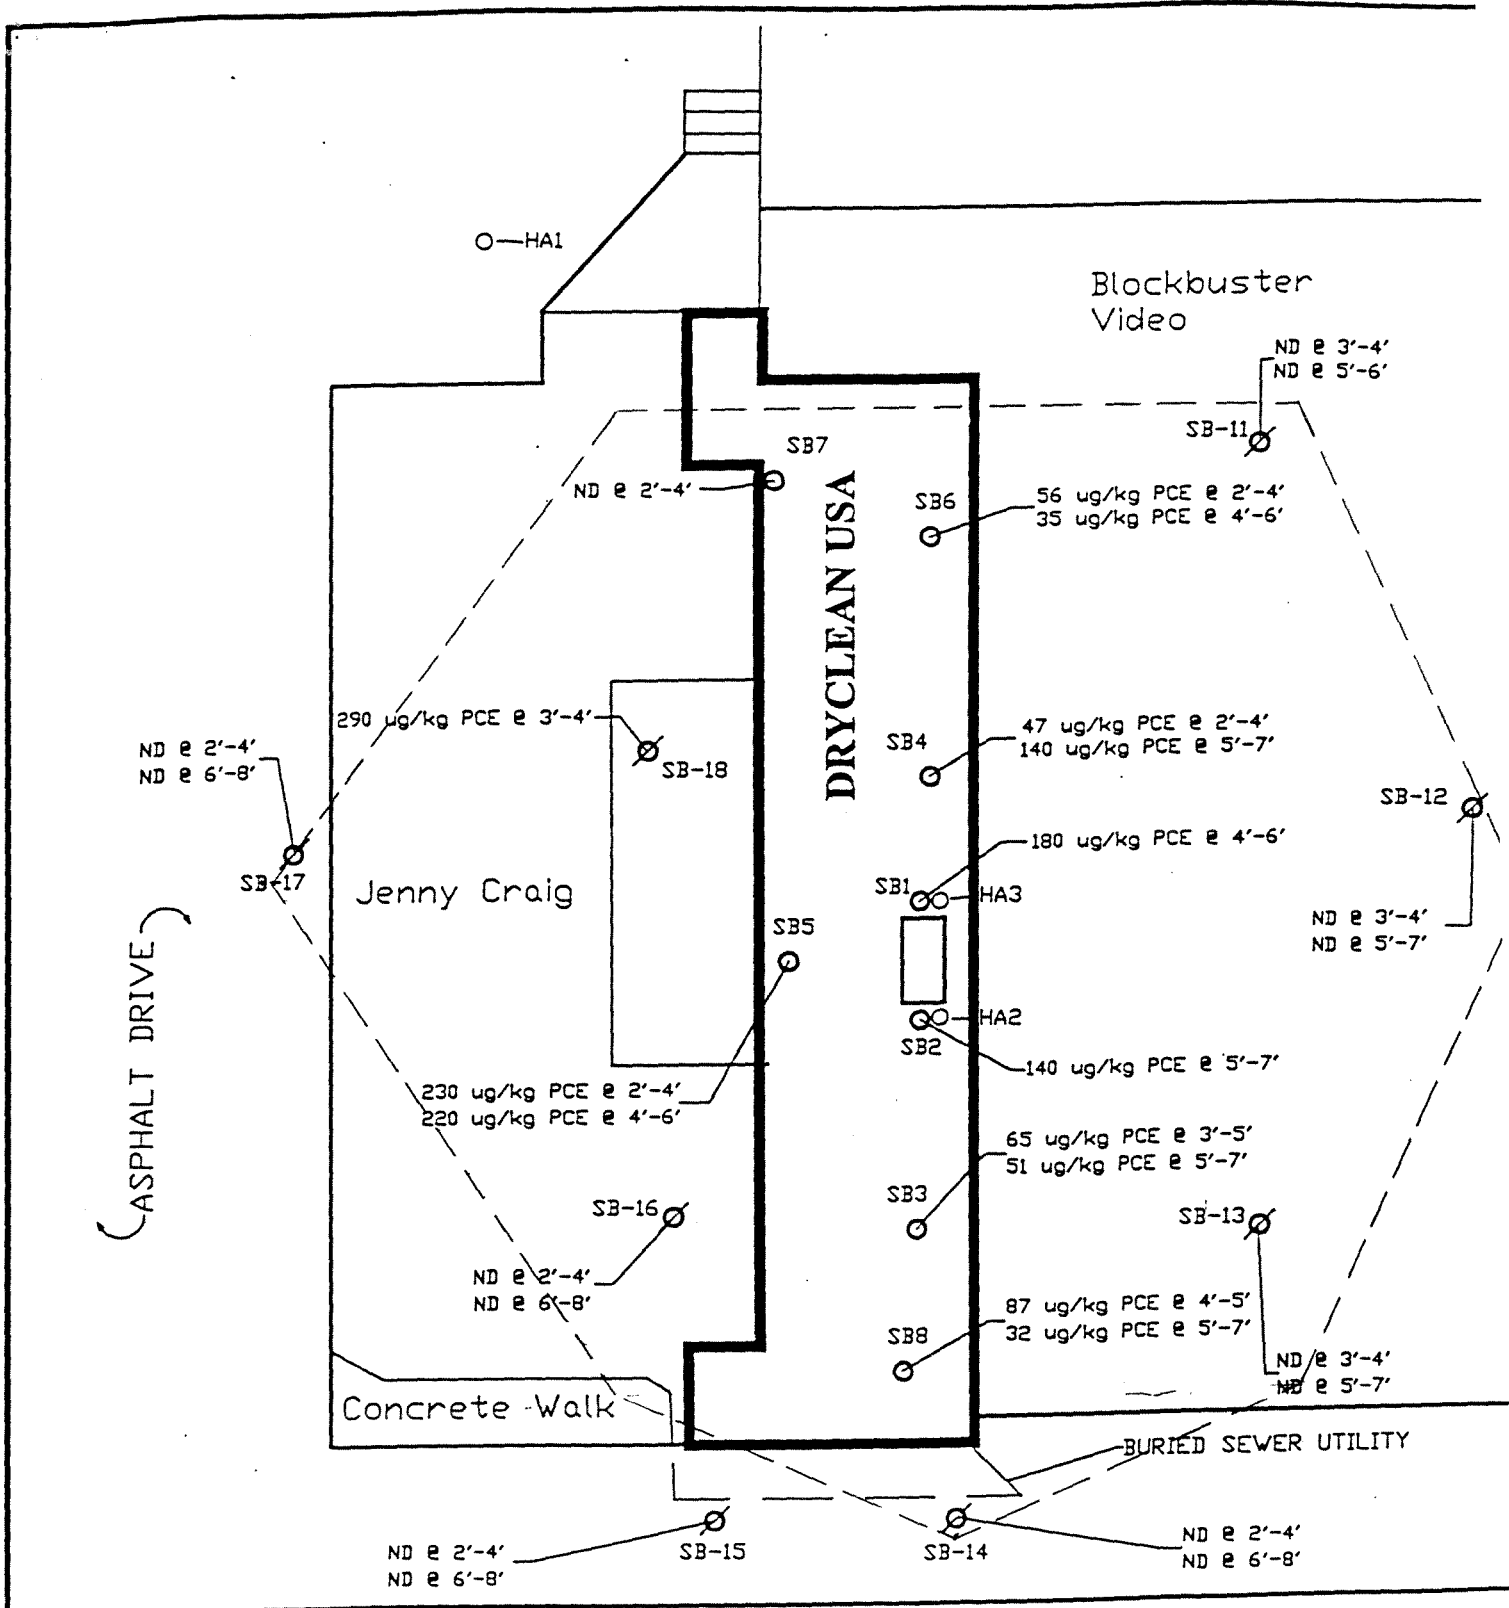 HA1
Blockbuster
Video
ND @ 3'-4'
ND @ 5'-6'
SB-11
SB7
ND @ 2'-4'
SB6
56 ug/kg PCE @ 2'-4'
35 ug/kg PCE @ 4'-6'
DRYCLEAN USA
290 ug/kg PCE @ 3'-4'
SB-18
SB4
47 ug/kg PCE @ 2'-4'
140 ug/kg PCE @ 5'-7'
ND @ 2'-4'
ND @ 6'-8'
SB-17
SB-12
180 ug/kg PCE @ 4'-6'
SB1
HA3
Jenny Craig
ND @ 3'-4'
ND @ 5'-7'
SB5
ASPHALT DRIVE
HA2
SB2
140 ug/kg PCE @ 5'-7'
230 ug/kg PCE @ 2'-4'
220 ug/kg PCE @ 4'-6'
65 ug/kg PCE @ 3'-5'
51 ug/kg PCE @ 5'-7'
SB3
SB-16
SB-13
ND @ 2'-4'
ND @ 6'-8'
87 ug/kg PCE @ 4'-5'
32 ug/kg PCE @ 5'-7'
SB8
ND @ 3'-4'
ND @ 5'-7'
Concrete Walk
BURIED SEWER UTILITY
ND @ 2'-4'
ND @ 6'-8'
SB-15
SB-14
ND @ 2'-4'
ND @ 6'-8'